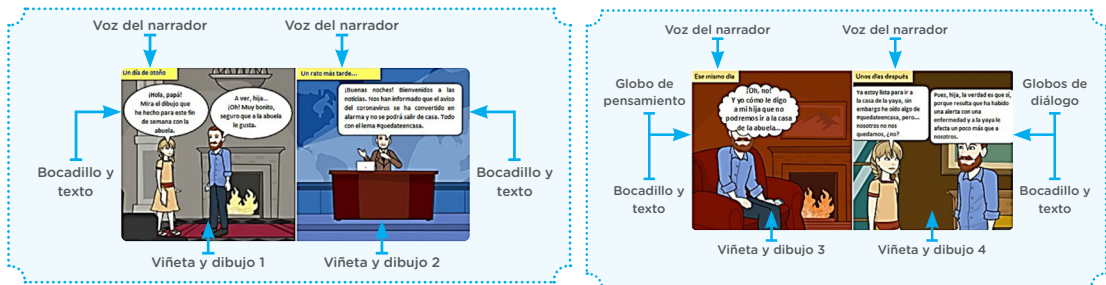 Voz del narrador
Voz del narrador
Un día de otoño
¡Hola, papá!
Mira el dibujo que
he hecho para este fin
de semana con la
abuela.
A ver, hija...
¡Oh! Muy bonito,
seguro que a la abuela
le gusta.
Un rato más tarde...
¡Buenas noches! Bienvenidos a las
noticias. Nos han informado que el aviso
del coronavirus se ha convertido en
alarma y no se podrá salir de casa. Todo
con el lema #quedateencasa.
Bocadillo y
texto
Bocadillo y
texto
Viñeta y dibujo 1
Viñeta y dibujo 2
Voz del narrador
Voz del narrador
Globo de
pensamiento
Ese mismo día
¡Oh, no!
Y yo cómo le digo
a mi hija que no
podremos ir a la casa
de la abuela...
Unos días después
Ya estoy lista para ir a
la casa de la yaya, sin
embargo he oído algo de
#quedateencasa, pero...
nosotros no nos
quedamos, ¿no?
Pues, hija, la verdad es que sí,
porque resulta que ha habido
una alerta con una
enfermedad y a la yaya le
afecta un poco más que a
nosotros.
Globos de
diálogo
Bocadillo y
texto
Bocadillo y
texto
Viñeta y dibujo 3
Viñeta y dibujo 4